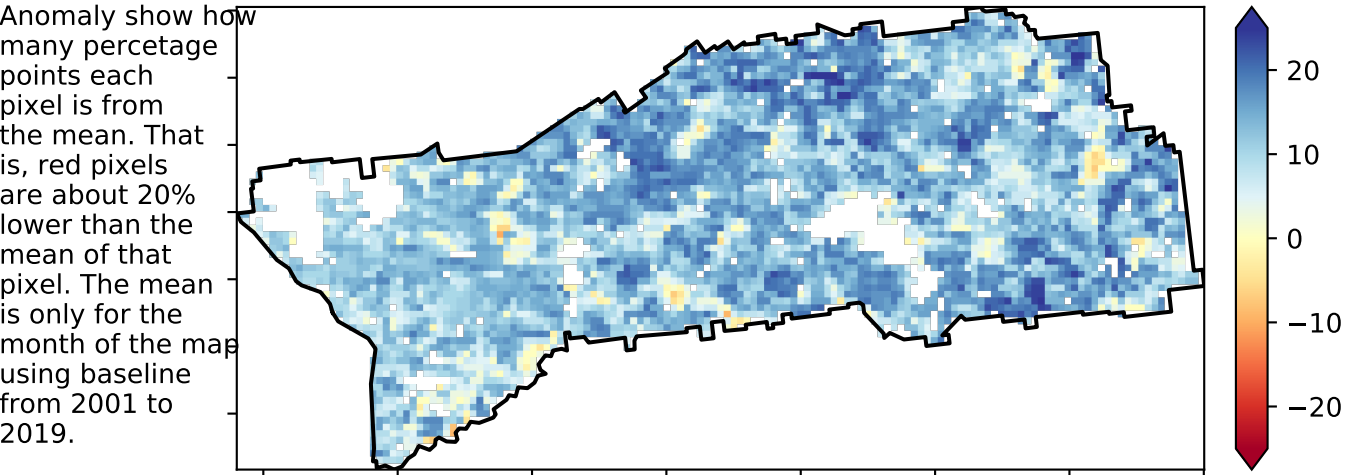 Anomaly show how
many percetage
points each
pixel is from
the mean. That
is, red pixels
are about 20%
lower than the
mean of that
pixel. The mean
is only for the
month of the map
using baseline
from 2001 to
2019.
20
10
0
−10
−20